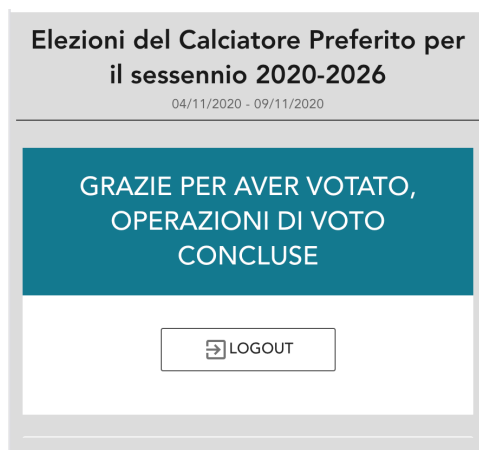 Elezioni del Calciatore Preferito per
il sessennio 2020-2026
04/11/2020 - 09/11/2020
GRAZIE PER AVER VOTATO,
OPERAZIONI DI VOTO
CONCLUSE
LOGOUT